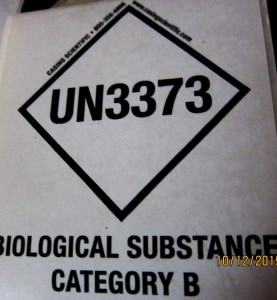 UN3373
BIOLOGICAL SUBSTANCE
CATEGORY B
10/12/2015